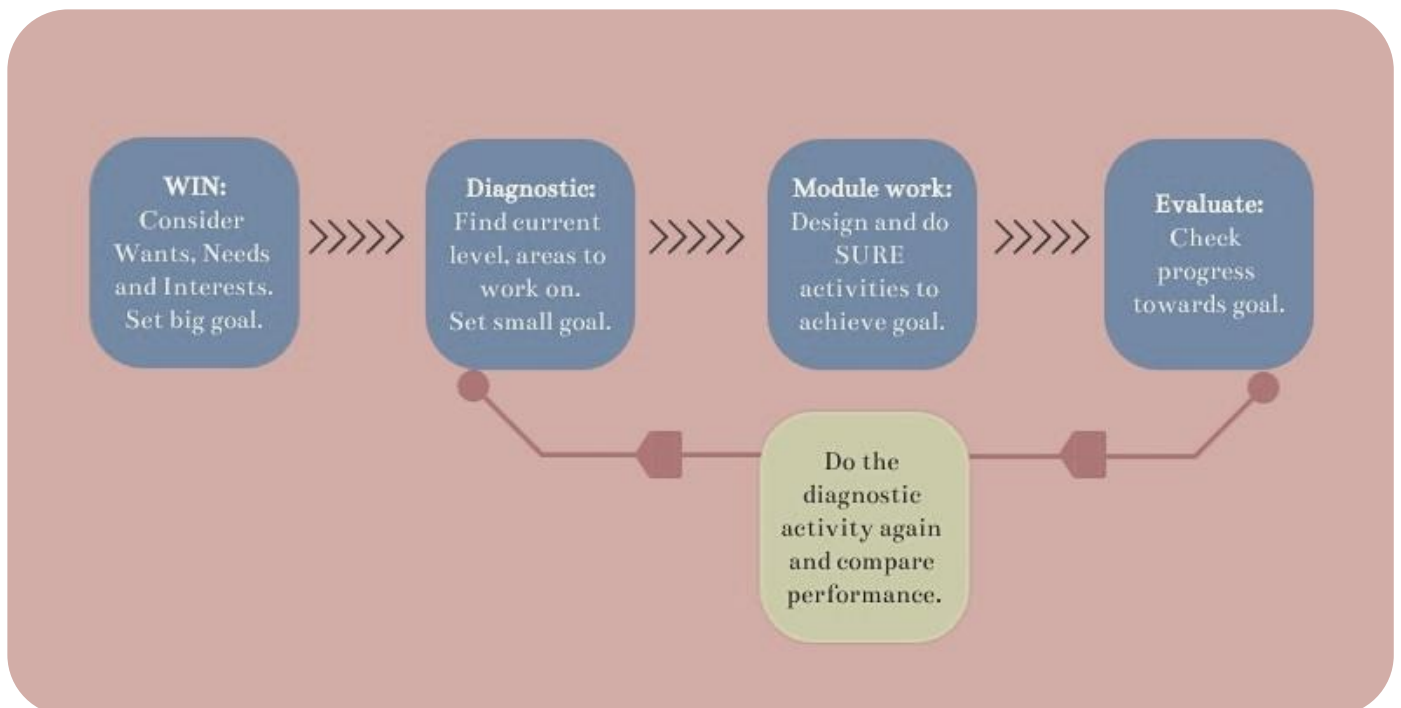 WIN:
Consider
Wants, Needs
and Interests.
Set big goal.
Diagnostic:
Find current
level, areas to
work on.
Set small goal.
Module work:
Design and do
SURE
activities to
achieve goal.
Evaluate:
Check
progress
towards goal.
Do the
diagnostic
activity again
and compare
performance.